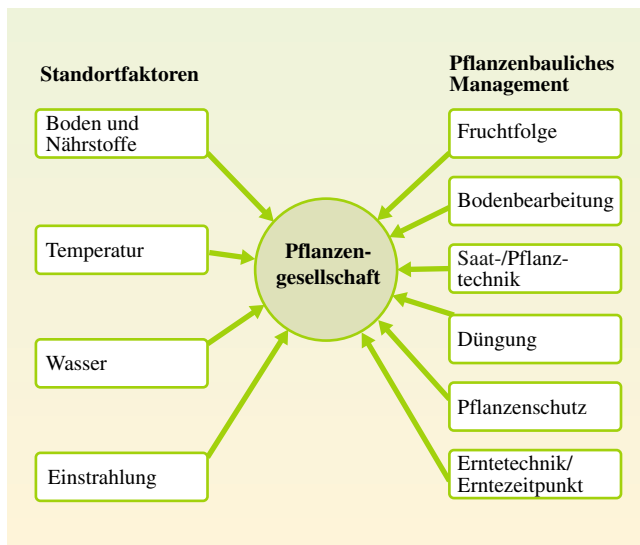 Standortfaktoren
Boden und
Nährstoffe
Temperatur
Wasser
Einstrahlung
Pflanzen-
gesellschaft
Pflanzenbauliches
Management
Fruchtfolge
Bodenbearbeitung
Saat-/Pflanz-
technik
Düngung
Pflanzenschutz
Erntetechnik/
Erntezeitpunkt